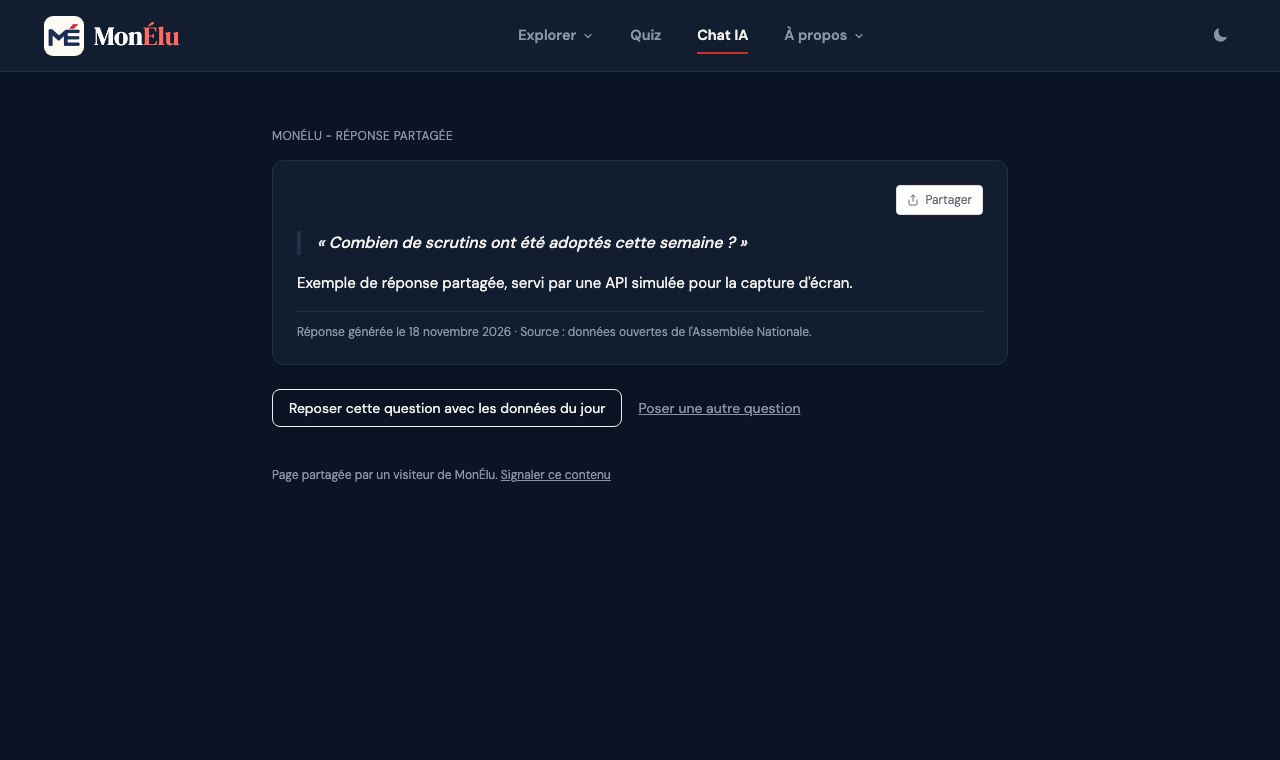 MÉ MonÉlu
Explorer
Quiz
Chat IA
À propos
MONÉLU – RÉPONSE PARTAGÉE
Partager
« Combien de scrutins ont été adoptés cette semaine ? »
Exemple de réponse partagée, servi par une API simulée pour la capture d'écran.
Réponse générée le 18 novembre 2026 · Source : données ouvertes de l'Assemblée Nationale.
Reposer cette question avec les données du jour
Poser une autre question
Page partagée par un visiteur de MonÉlu. Signaler ce contenu